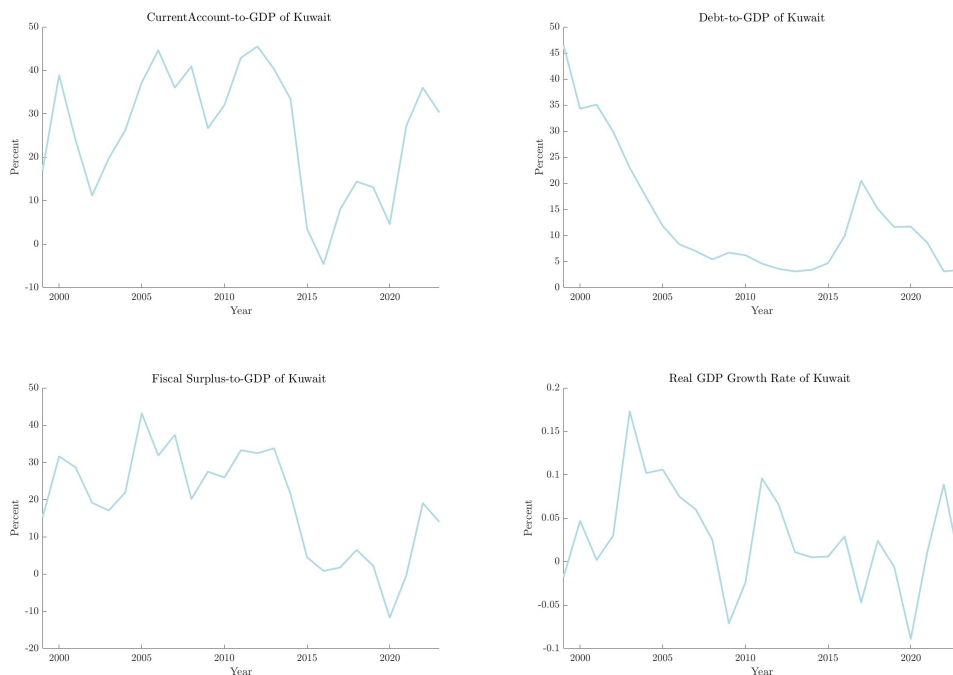 CurrentAccount-to-GDP of Kuwait
50
40
30
20
10
0
-10
Percent
2000 2005 2010 2015 2020
Year
Debt-to-GDP of Kuwait
50
45
40
35
30
25
20
15
10
5
0
Percent
2000 2005 2010 2015 2020
Year
Fiscal Surplus-to-GDP of Kuwait
50
40
30
20
10
0
-10
-20
Percent
2000 2005 2010 2015 2020
Year
Real GDP Growth Rate of Kuwait
0.2
0.15
0.1
0.05
0
-0.05
-0.1
Percent
2000 2005 2010 2015 2020
Year